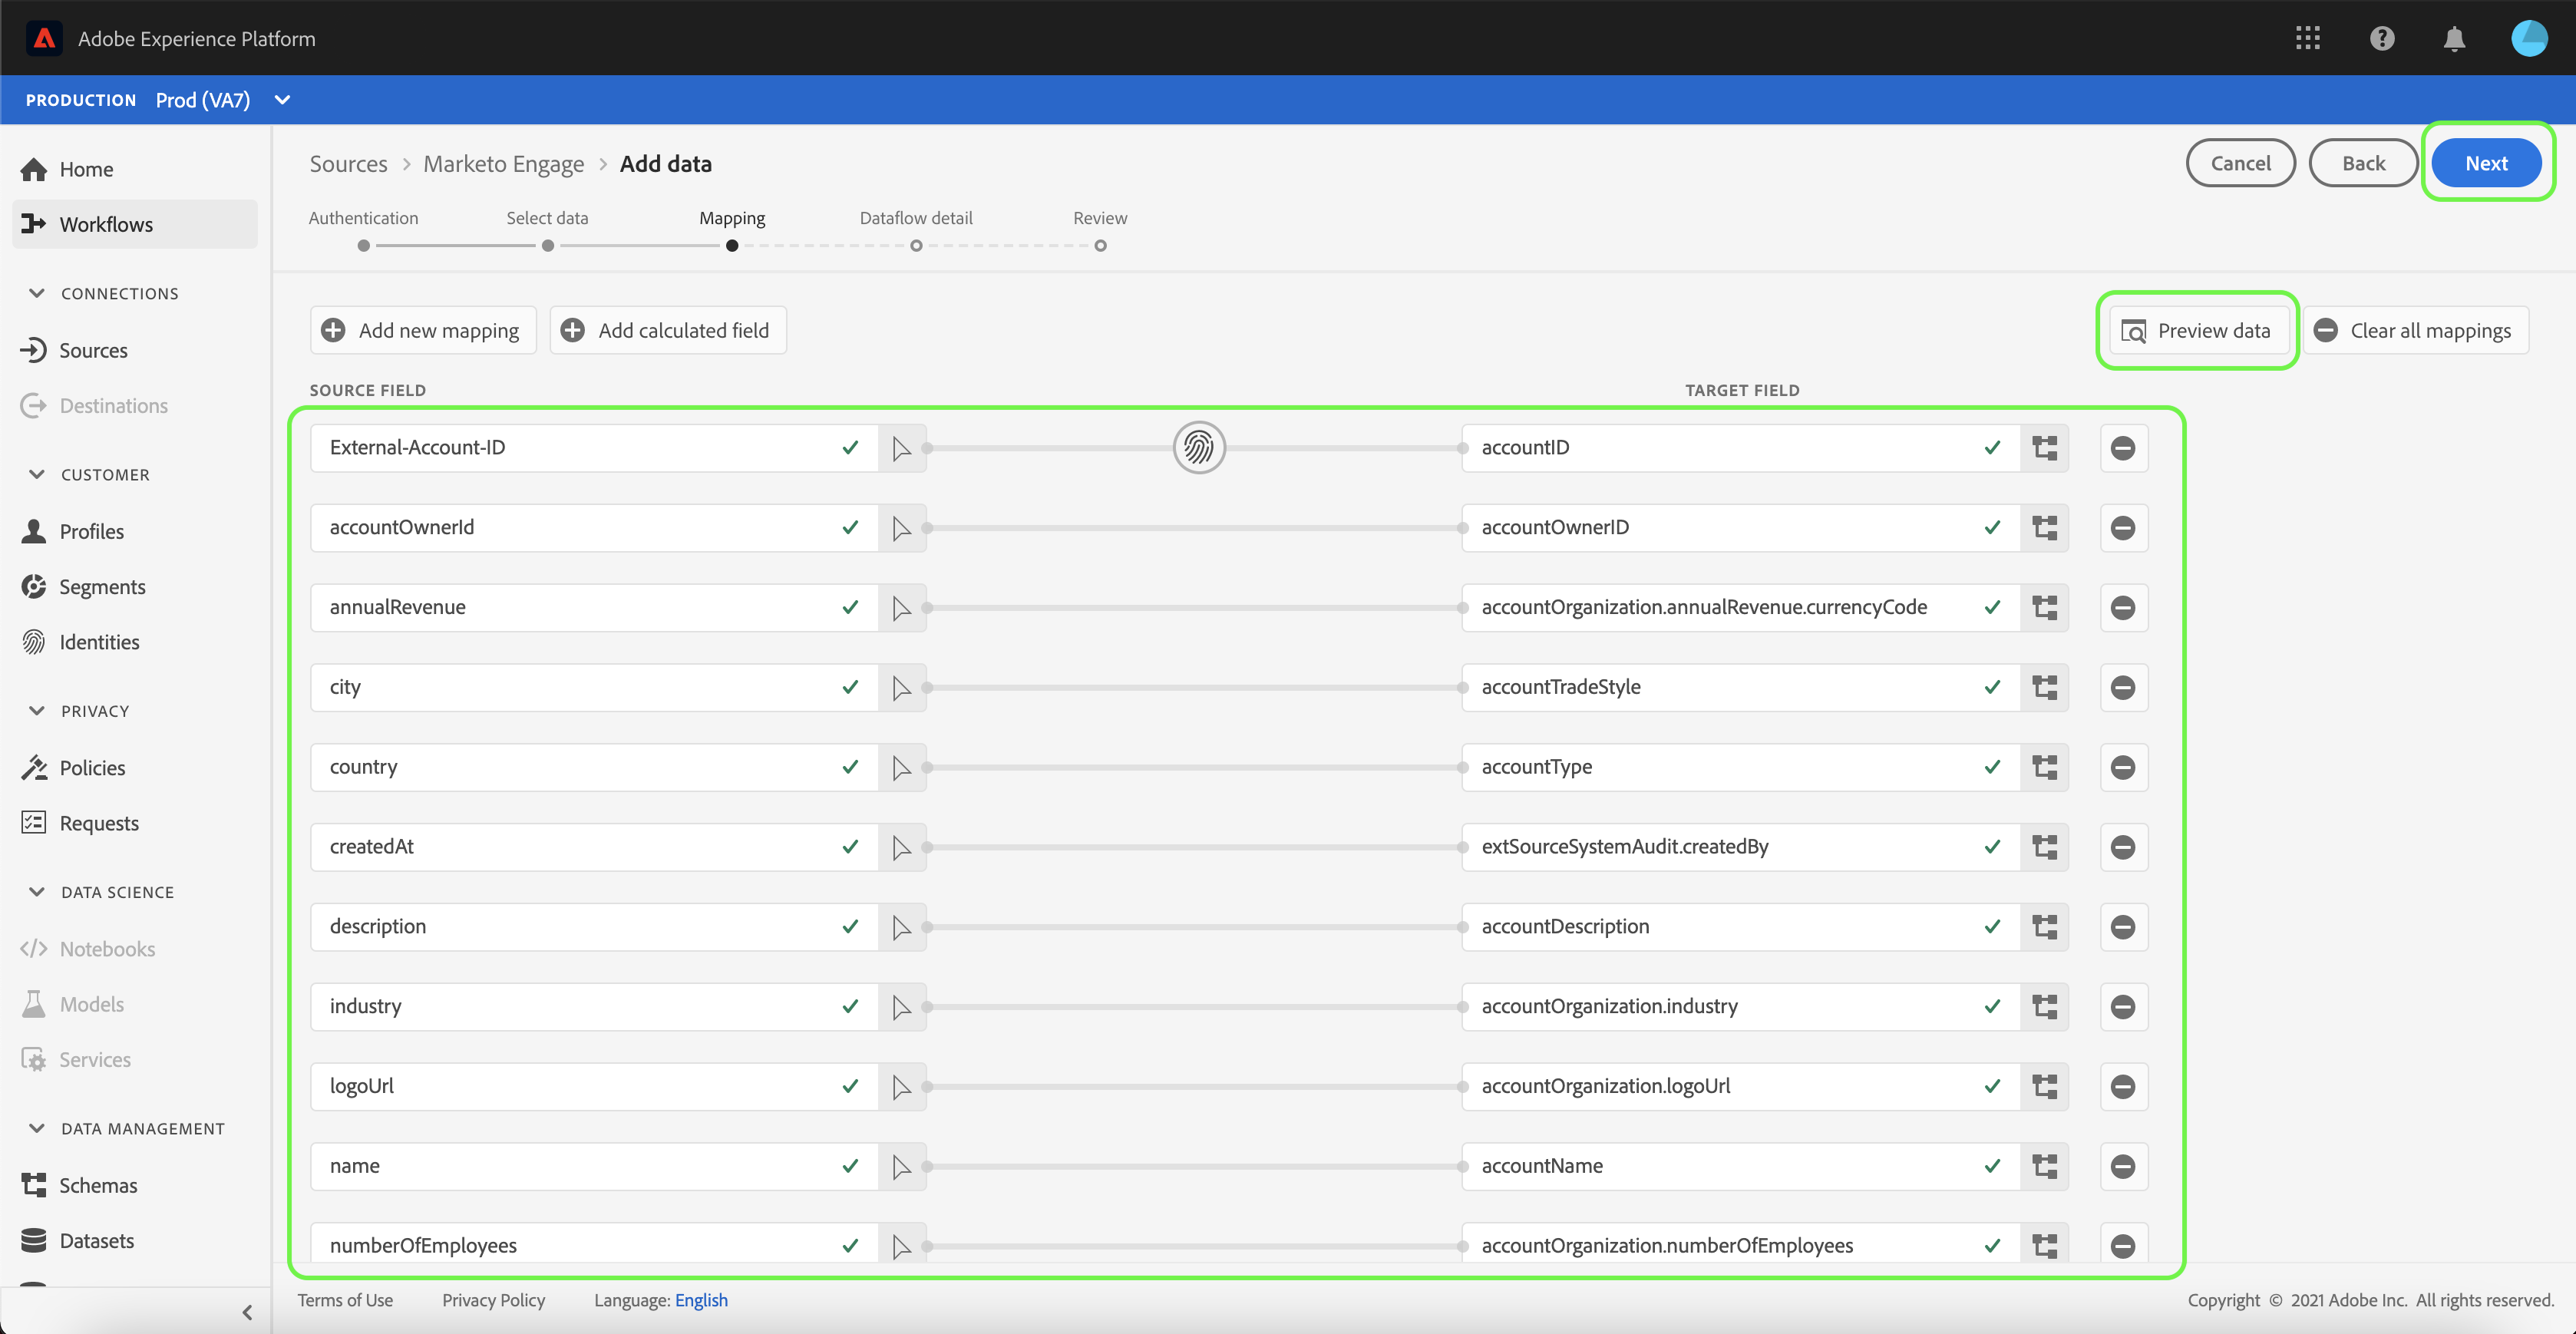 Adobe Experience Platform
PRODUCTION Prod (VA7)
Home
Workflows
CONNECTIONS
Sources
Destinations
CUSTOMER
Profiles
Segments
Identities
PRIVACY
Policies
Requests
DATA SCIENCE
Notebooks
Models
Services
DATA MANAGEMENT
Schemas
Datasets
Sources > Marketo Engage > Add data
Cancel Back Next
Authentication Select data Mapping Dataflow detail Review
Add new mapping Add calculated field Preview data Clear all mappings
SOURCE FIELD TARGET FIELD
External-Account-ID accountID
accountOwnerId accountOwnerID
annualRevenue accountOrganization.annualRevenue.currencyCode
city accountTradeStyle
country accountType
createdAt extSourceSystemAudit.createdBy
description accountDescription
industry accountOrganization.industry
logoUrl accountOrganization.logoUrl
name accountName
numberOfEmployees accountOrganization.numberOfEmployees
Terms of Use Privacy Policy Language: English Copyright © 2021 Adobe Inc. All rights reserved.